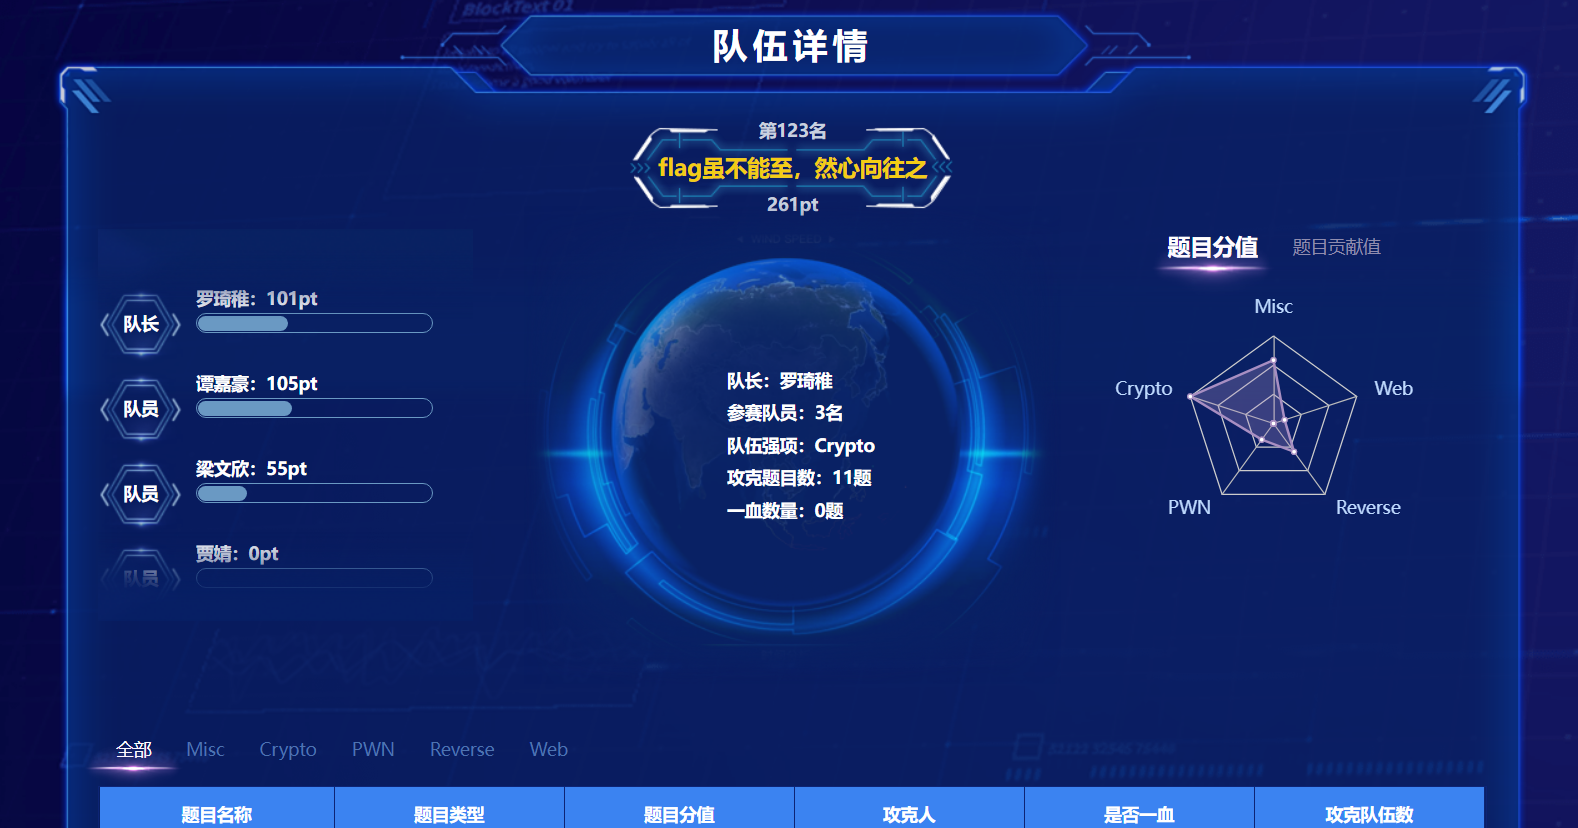 BlockText 01
队伍详情
第123名
flag虽不能至，然心向往之
261pt
队长
罗琦稚：101pt
队员
谭嘉豪：105pt
队员
梁文欣：55pt
队员
贾婧：0pt
WIND SPEED
队长：罗琦稚
参赛队员：3名
队伍强项：Crypto
攻克题目数：11题
一血数量：0题
题目分值 题目贡献值
Misc
Crypto
Web
PWN
Reverse
全部 Misc Crypto PWN Reverse Web
题目名称 题目类型 题目分值 攻克人 是否一血 攻克队伍数